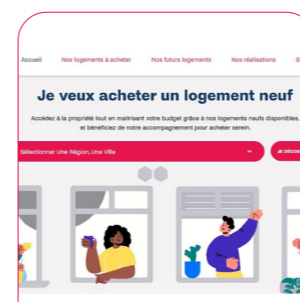 Accueil Nos logements à acheter Nos futurs logements Nos réalisations
Je veux acheter un logement neuf
Accédez à la propriété tout en maîtrisant votre budget grâce à nos logements neufs disponibles,
et bénéficiez de notre accompagnement pour acheter serein.
Sélectionner Une Région, Une Ville
JE DÉCOU